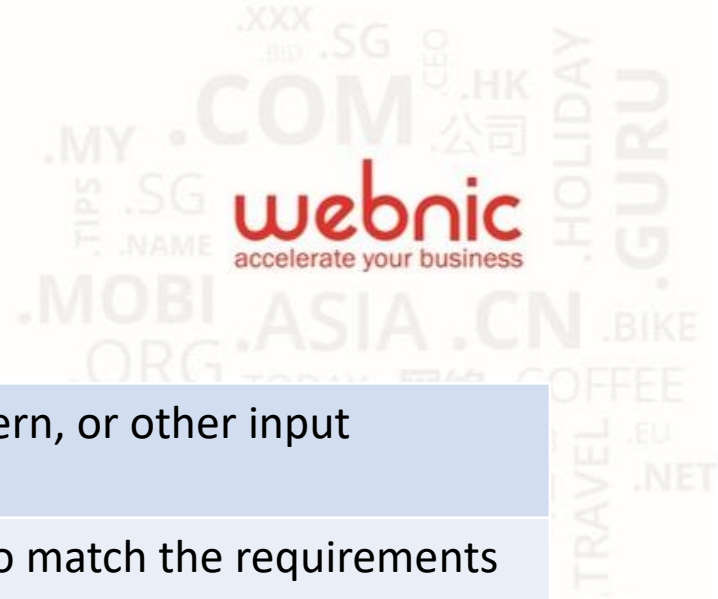 .XXX
.BID
.SG
.CEO
.COM
.HK
公司
.MY
.HOLIDAY
.GURU
TIPS
.SG
.NAME
webnic
accelerate your business
.MOBI
.ASIA
.CN
.BIKE
.ORG
COFFEE
ern, or other input
.EU
.NET
TRAVEL
o match the requirements